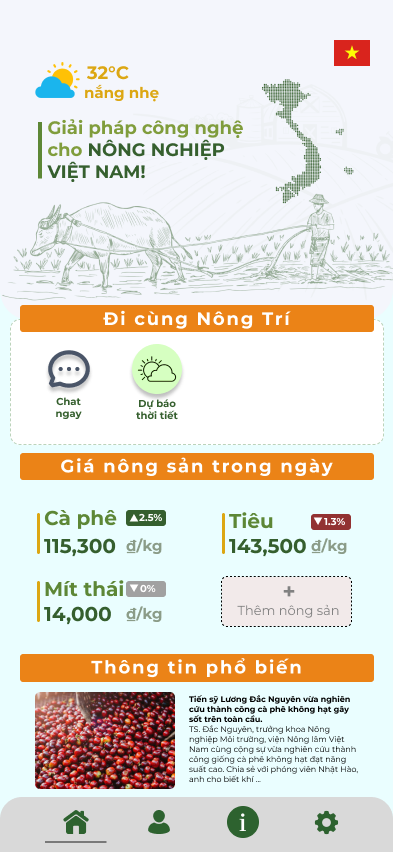 32°C
nắng nhẹ
Giải pháp công nghệ
cho NÔNG NGHIỆP
VIỆT NAM!
Đi cùng Nông Trí
Chat
ngay
Dự báo
thời tiết
Giá nông sản trong ngày
Cà phê ▲2.5%
115,300 đ/kg
Tiêu ▼1.3%
143,500 đ/kg
Mít thái ▼0%
14,000 đ/kg
+
Thêm nông sản
Thông tin phổ biến
Tiến sỹ Lương Đắc Nguyên vừa nghiên
cứu thành công cà phê không hạt gây
sốt trên toàn cầu.
TS. Đắc Nguyên, trưởng khoa Nông
nghiệp Môi trường, viện Nông lâm Việt
Nam cùng cộng sự vừa nghiên cứu thành
công giống cà phê không hạt đạt năng
suất cao. Chia sẻ với phóng viên Nhật Hào,
anh cho biết khí ...